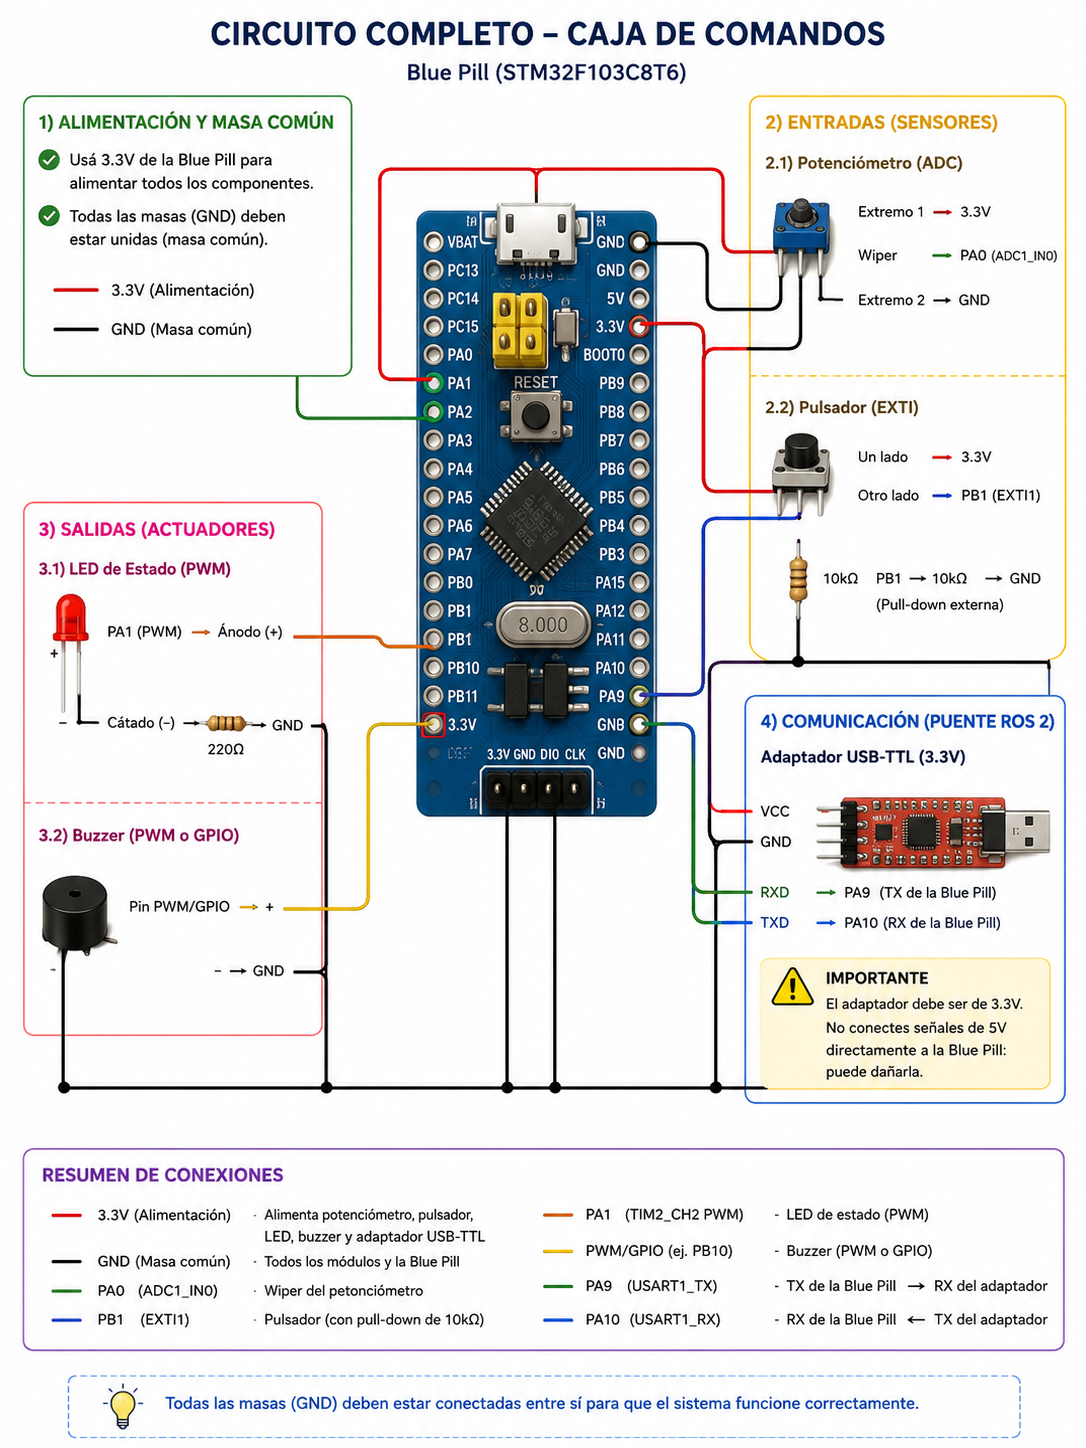 CIRCUITO COMPLETO – CAJA DE COMANDOS
Blue Pill (STM32F103C8T6)
1) ALIMENTACIÓN Y MASA COMÚN
Usá 3.3V de la Blue Pill para
alimentar todos los componentes.
Todas las masas (GND) deben
estar unidas (masa común).
3.3V (Alimentación)
GND (Masa común)
2) ENTRADAS (SENSORES)
2.1) Potenciómetro (ADC)
Extremo 1 → 3.3V
Wiper → PA0 (ADC1_IN0)
Extremo 2 → GND
2.2) Pulsador (EXTI)
Un lado → 3.3V
Otro lado → PB1 (EXTI1)
10kΩ PB1 → 10kΩ → GND
(Pull-down externa)
VBAT
PC13
PC14
PC15
PA0
PA1
PA2
PA3
PA4
PA5
PA6
PA7
PB0
PB1
PB1
PB10
PB11
3.3V
GND
GND
5V
3.3V
BOOT0
PB9
PB8
PB7
PB6
PB5
PB4
PB3
PA15
PA12
PA11
PA10
PA9
GNB
GND
RESET
8.000
3.3V GND DIO CLK
3) SALIDAS (ACTUADORES)
3.1) LED de Estado (PWM)
PA1 (PWM) → Ánodo (+)
+
− Cátado (−) → → GND
220Ω
3.2) Buzzer (PWM o GPIO)
Pin PWM/GPIO → +
- − → GND
4) COMUNICACIÓN (PUENTE ROS 2)
Adaptador USB-TTL (3.3V)
VCC
GND
RXD → PA9 (TX de la Blue Pill)
TXD → PA10 (RX de la Blue Pill)
IMPORTANTE
El adaptador debe ser de 3.3V.
No conectes señales de 5V
directamente a la Blue Pill:
puede dañarla.
RESUMEN DE CONEXIONES
3.3V (Alimentación) · Alimenta potenciómetro, pulsador,
LED, buzzer y adaptador USB-TTL
GND (Masa común) · Todos los módulos y la Blue Pill
PA0 (ADC1_IN0) · Wiper del petonciómetro
PB1 (EXTI1) · Pulsador (con pull-down de 10kΩ)
PA1 (TIM2_CH2 PWM) - LED de estado (PWM)
PWM/GPIO (ej. PB10) - Buzzer (PWM o GPIO)
PA9 (USART1_TX) - TX de la Blue Pill → RX del adaptador
PA10 (USART1_RX) - RX de la Blue Pill ← TX del adaptador
Todas las masas (GND) deben estar conectadas entre sí para que el sistema funcione correctamente.